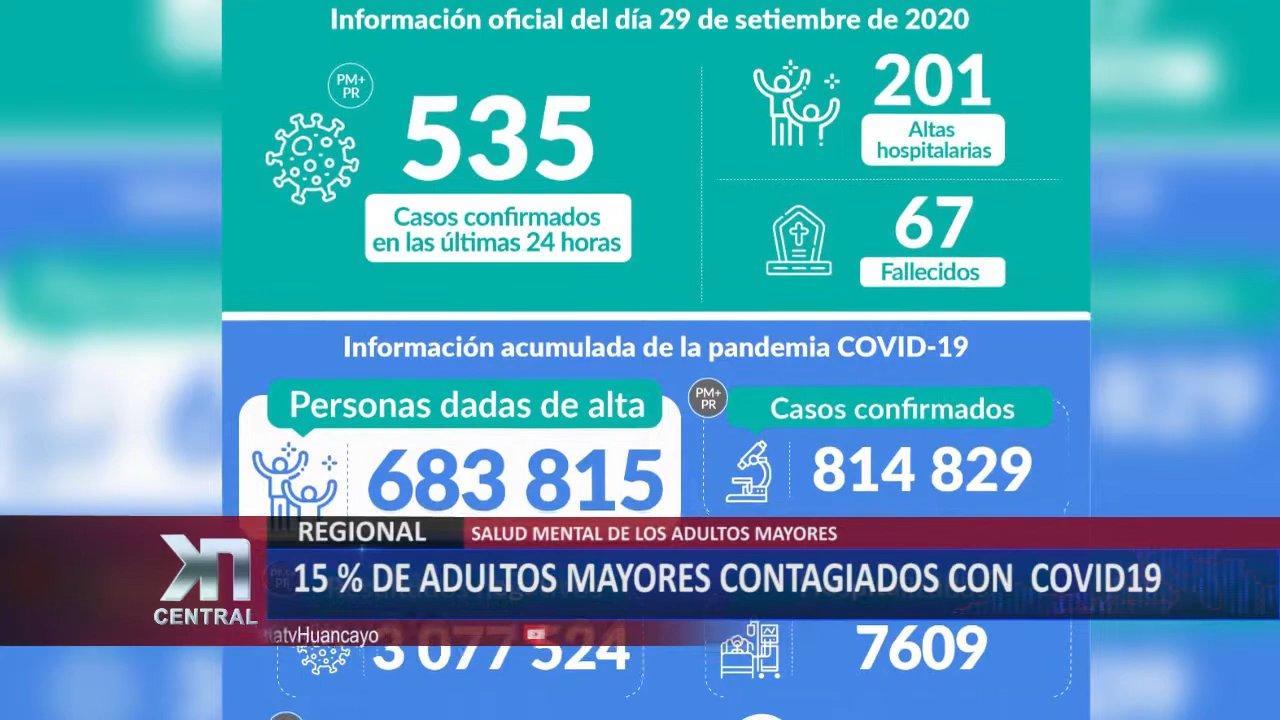 Información oficial del día 29 de setiembre de 2020
PM+
PR
535
Casos confirmados
en las últimas 24 horas
201
Altas
hospitalarias
67
Fallecidos
Información acumulada de la pandemia COVID-19
Personas dadas de alta
683 815
PM+
PR
Casos confirmados
814 829
REGIONAL
SALUD MENTAL DE LOS ADULTOS MAYORES
15 % DE ADULTOS MAYORES CONTAGIADOS CON COVID19
CENTRAL
iatvHuancayo
3 077 524
7609